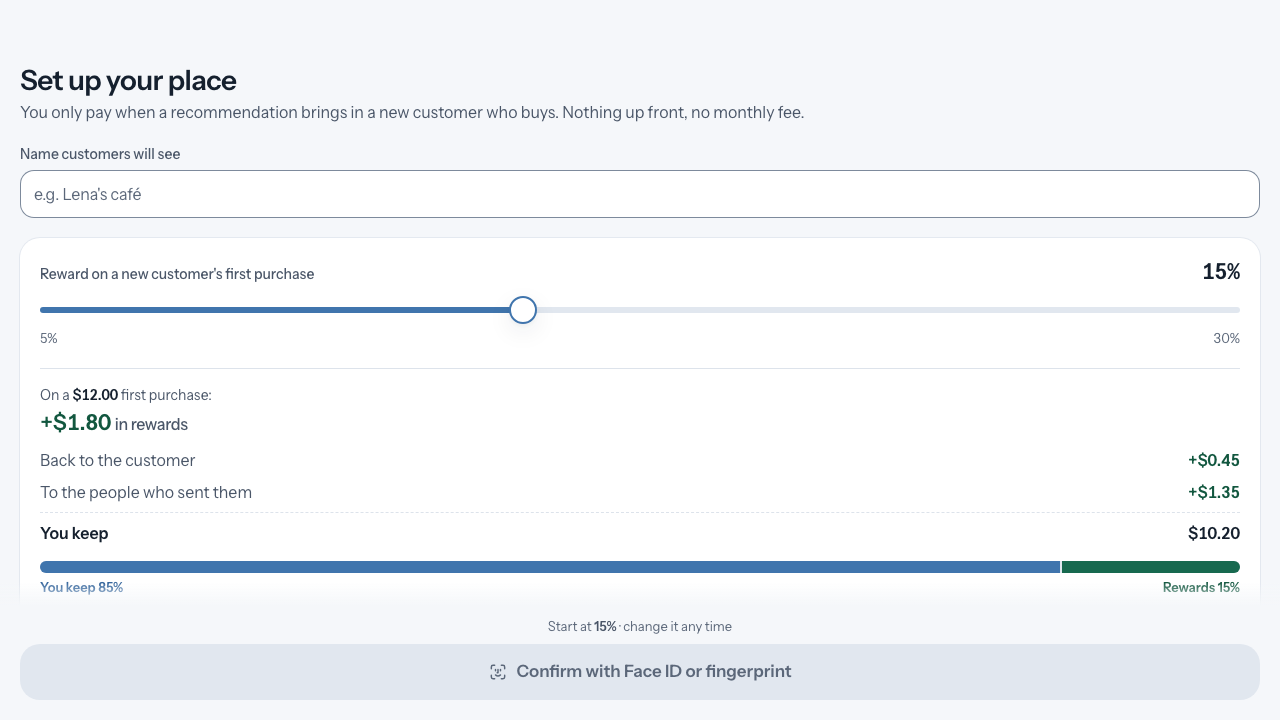 Set up your place
You only pay when a recommendation brings in a new customer who buys. Nothing up front, no monthly fee.
Name customers will see
e.g. Lena's café
Reward on a new customer's first purchase
15%
5%
30%
On a $12.00 first purchase:
+$1.80 in rewards
Back to the customer
+$0.45
To the people who sent them
+$1.35
You keep
$10.20
You keep 85%
Rewards 15%
Start at 15% · change it any time
Confirm with Face ID or fingerprint